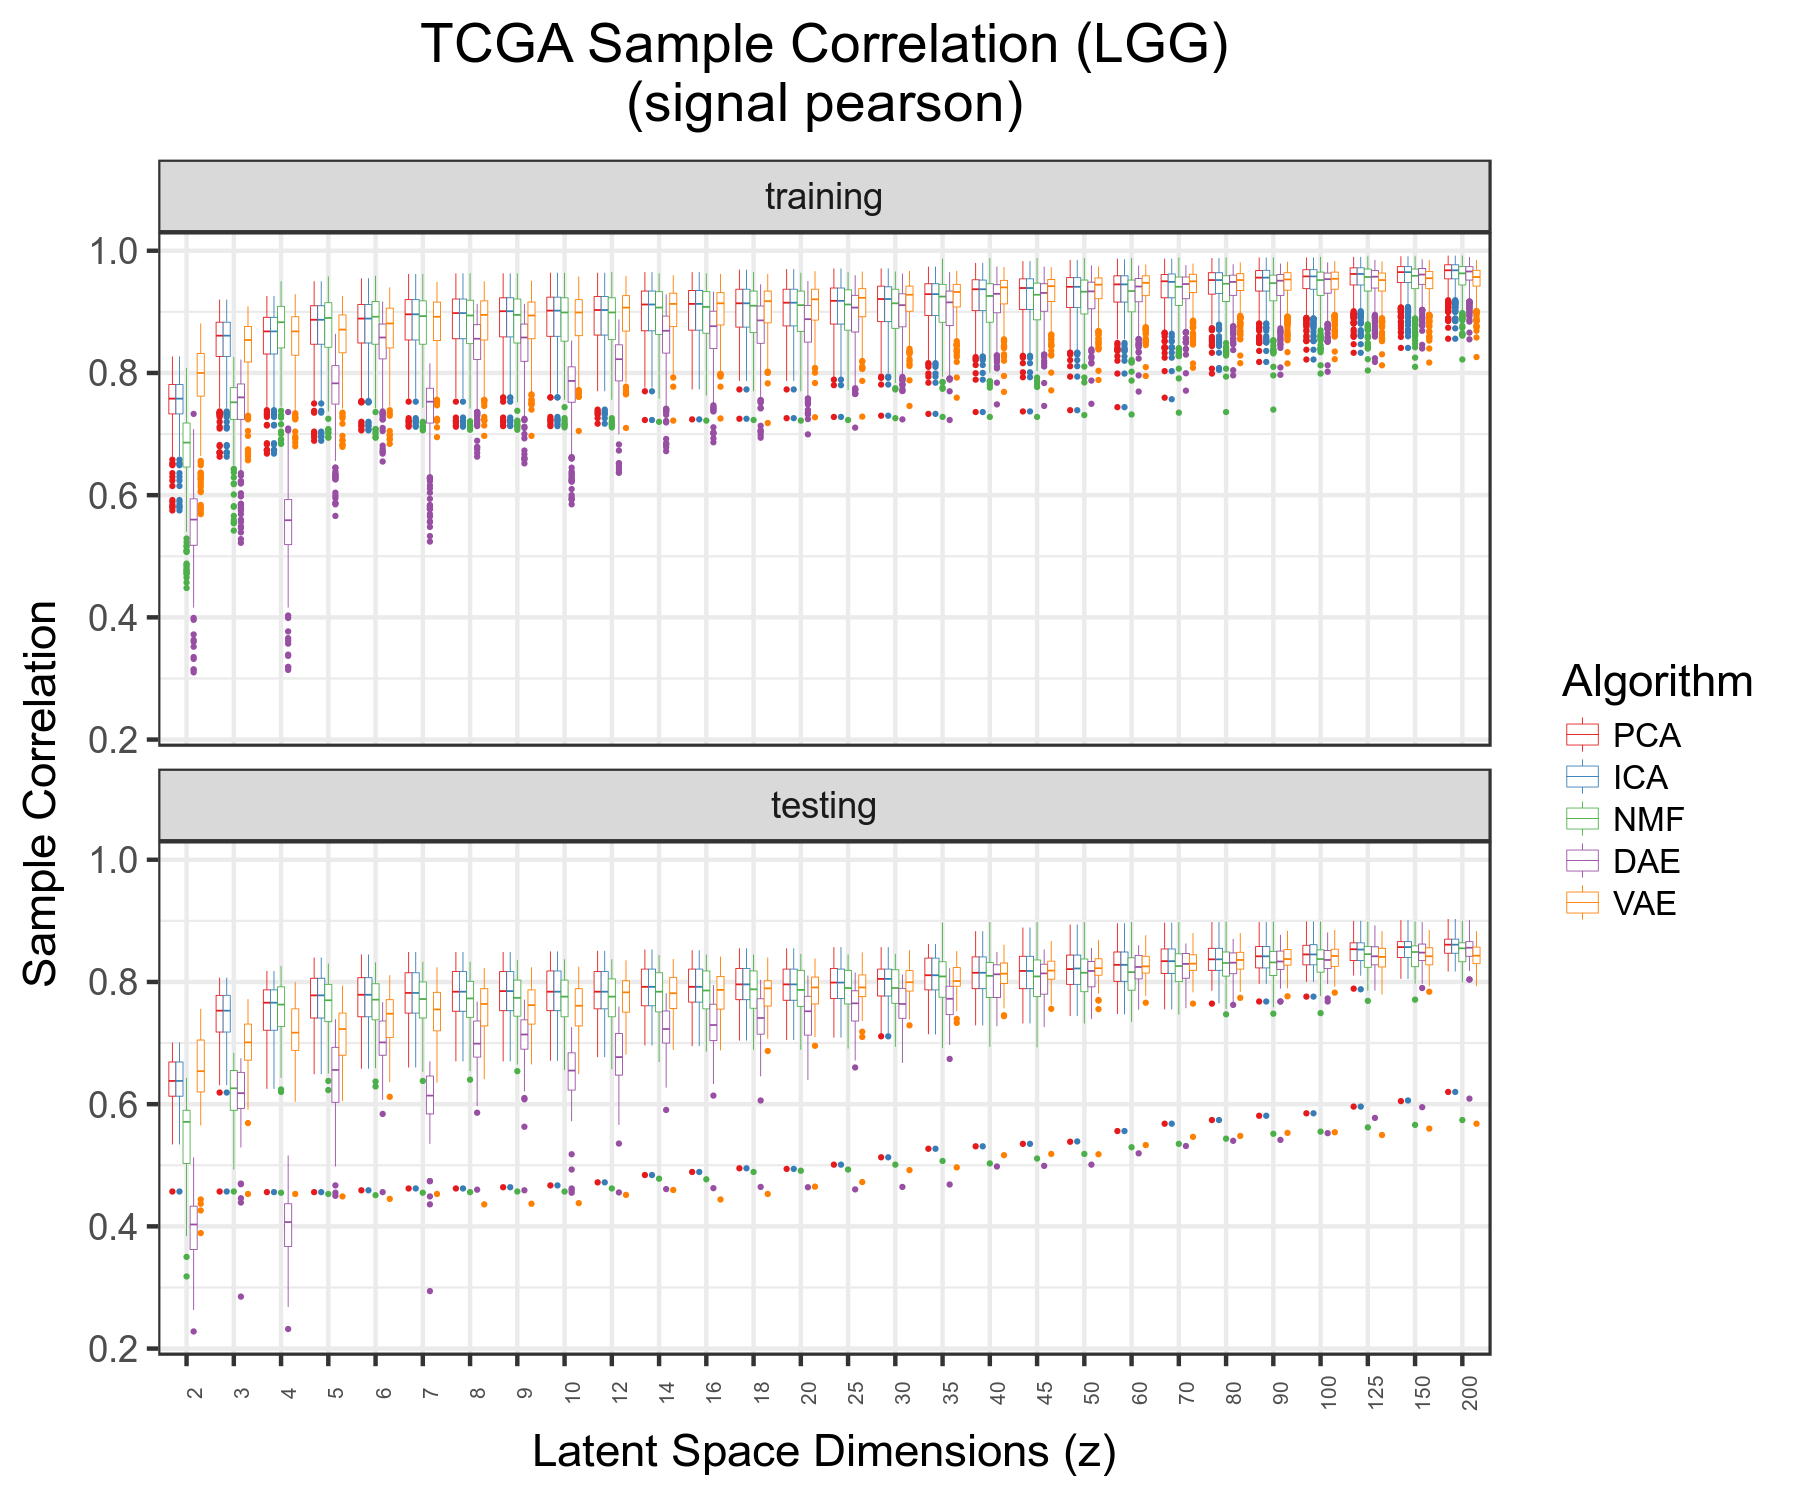 TCGA Sample Correlation (LGG)
(signal pearson)
training
1.0
0.8
0.6
0.4
0.2
testing
1.0
0.8
0.6
0.4
0.2
Sample Correlation
2 3 4 5 6 7 8 9 10 12 14 16 18 20 25 30 35 40 45 50 60 70 80 90 100 125 150 200
Latent Space Dimensions (z)
Algorithm
PCA
ICA
NMF
DAE
VAE